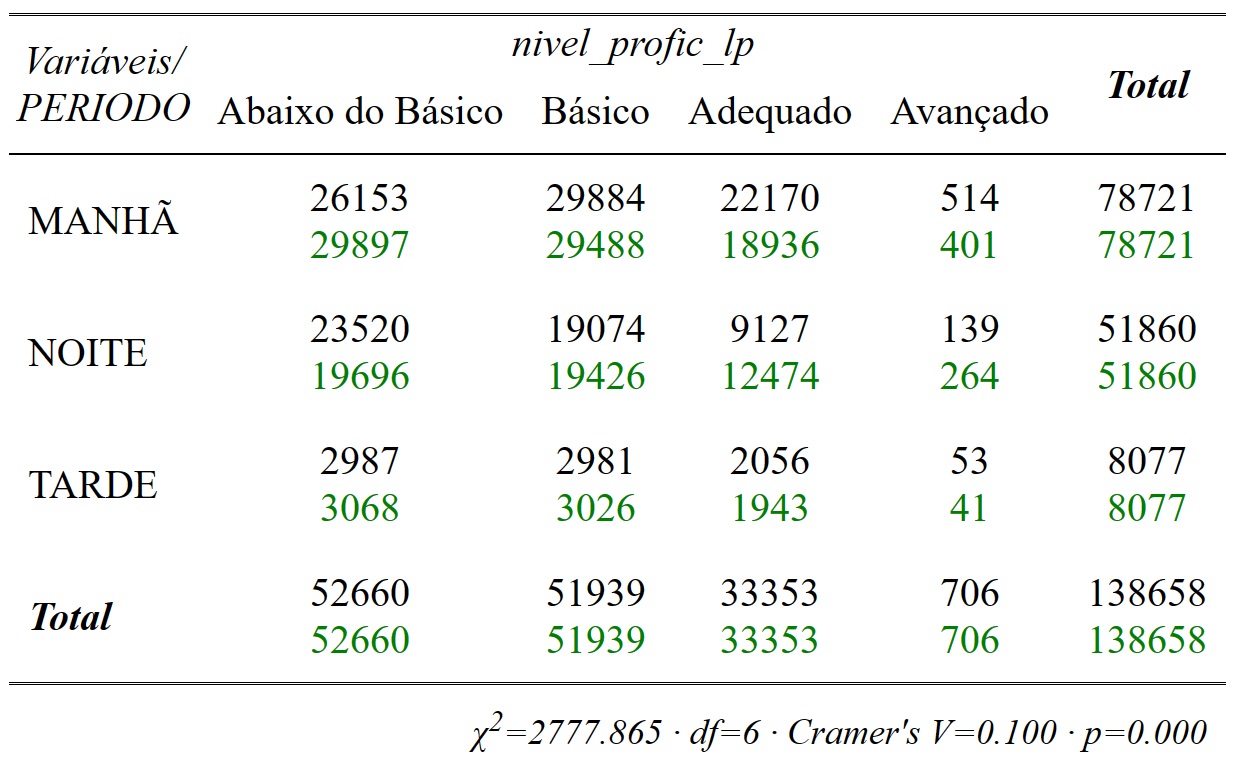 Variáveis/ nivel_profic_lp Total
PERIODO Abaixo do Básico Básico Adequado Avançado
MANHÃ 26153 29884 22170 514 78721
29897 29488 18936 401 78721
NOITE 23520 19074 9127 139 51860
19696 19426 12474 264 51860
TARDE 2987 2981 2056 53 8077
3068 3026 1943 41 8077
Total 52660 51939 33353 706 138658
52660 51939 33353 706 138658
χ²=2777.865 · df=6 · Cramer's V=0.100 · p=0.000